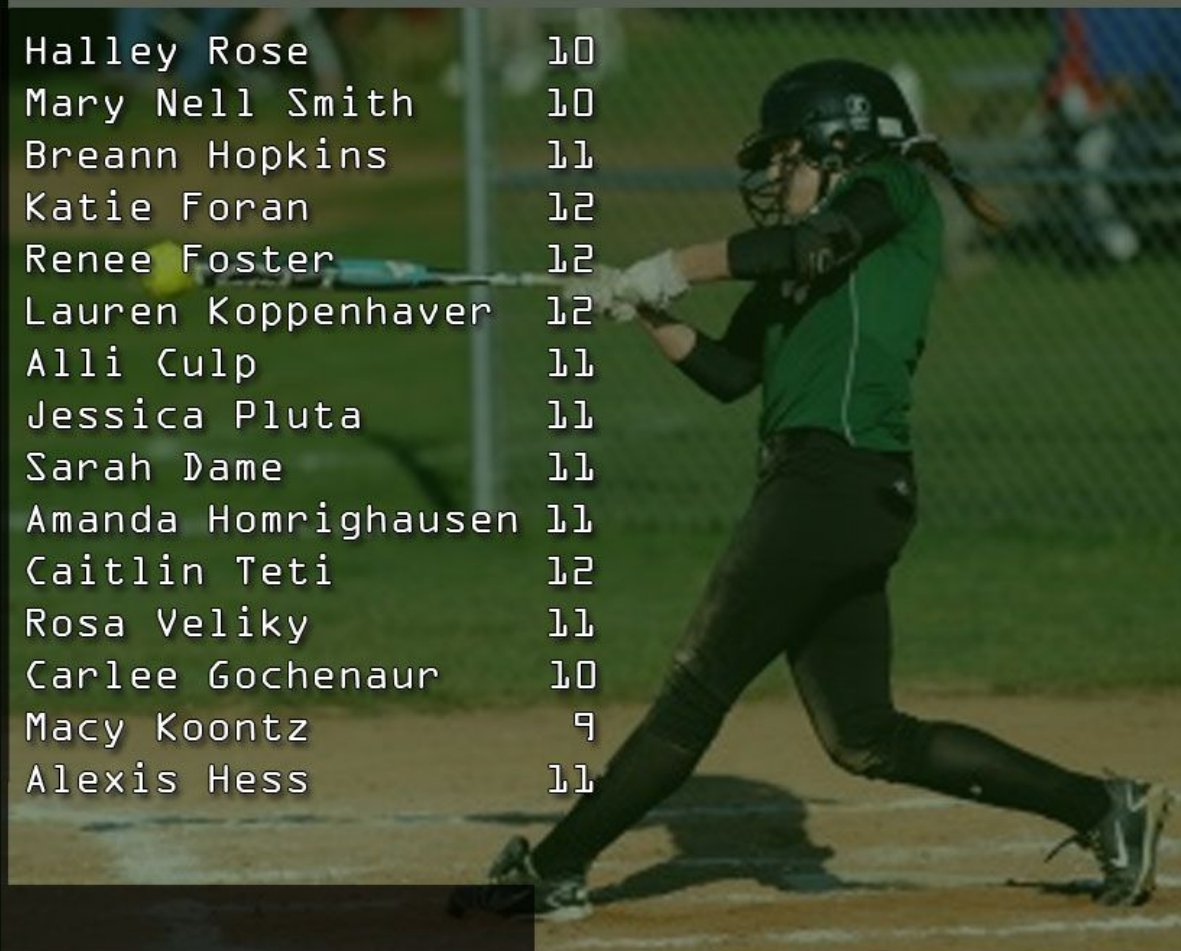 Halley Rose 10
Mary Nell Smith 10
Breann Hopkins 11
Katie Foran 12
Renee Foster 12
Lauren Koppenhaver 12
Alli Culp 11
Jessica Pluta 11
Sarah Dame 11
Amanda Homrighausen 11
Caitlin Teti 12
Rosa Veliky 11
Carlee Gochenaur 10
Macy Koontz 9
Alexis Hess 11